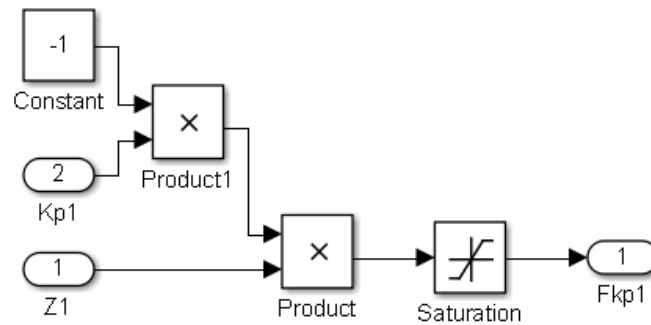 -1
Constant
×
Product1
2
Kp1
1
Z1
×
Product
Saturation
1
Fkp1